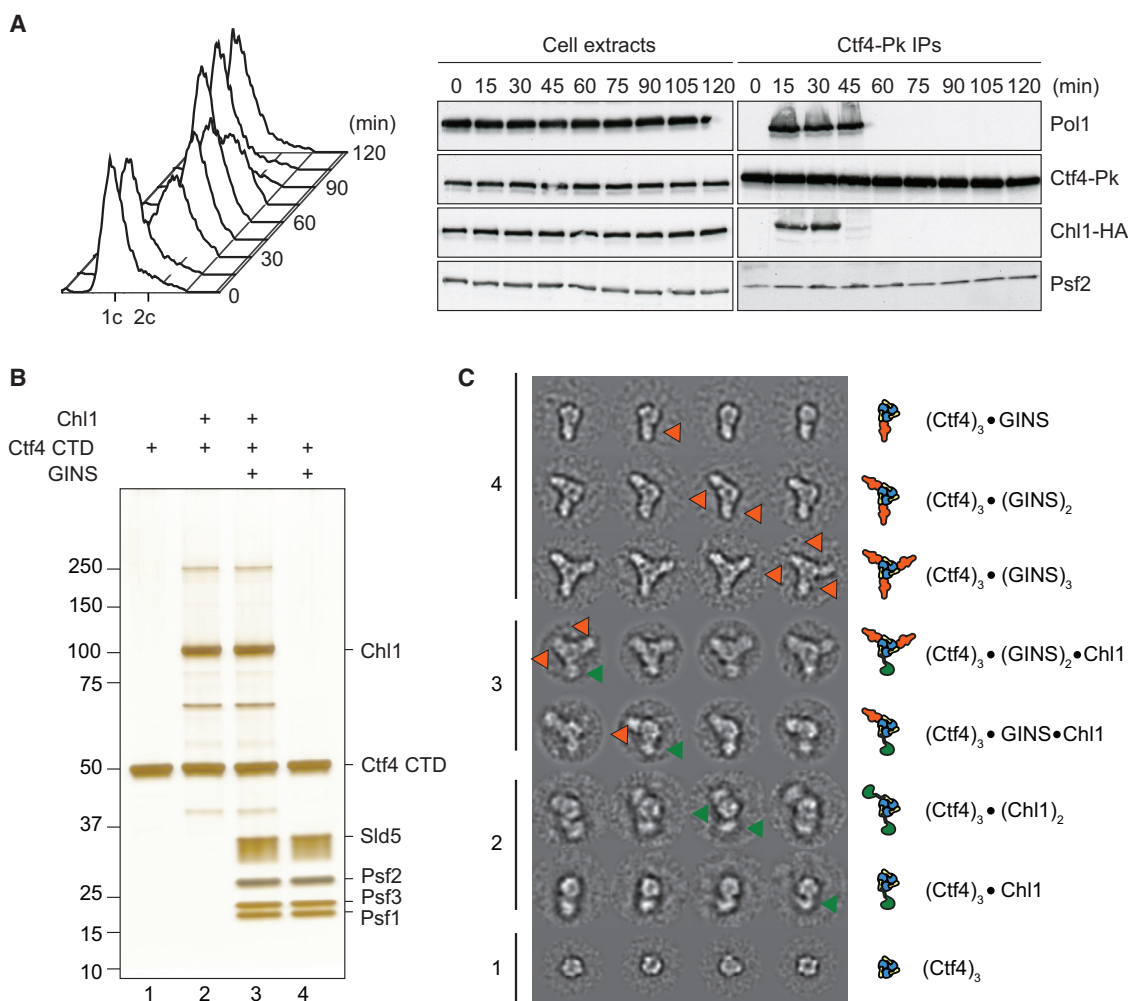 A
(min)
120
90
60
30
0
1c 2c
Cell extracts Ctf4-Pk IPs
0 15 30 45 60 75 90 105 120 0 15 30 45 60 75 90 105 120 (min)
Pol1
Ctf4-Pk
Chl1-HA
Psf2
B
Chl1 + +
Ctf4 CTD + + + +
GINS + +
250
150
100
75
50
37
25
15
10
Chl1
Ctf4 CTD
Sld5
Psf2
Psf3
Psf1
1 2 3 4
C
4
(Ctf4)3•GINS
(Ctf4)3•(GINS)2
(Ctf4)3•(GINS)3
3
(Ctf4)3•(GINS)2•Chl1
(Ctf4)3•GINS•Chl1
2
(Ctf4)3•(Chl1)2
(Ctf4)3•Chl1
1
(Ctf4)3